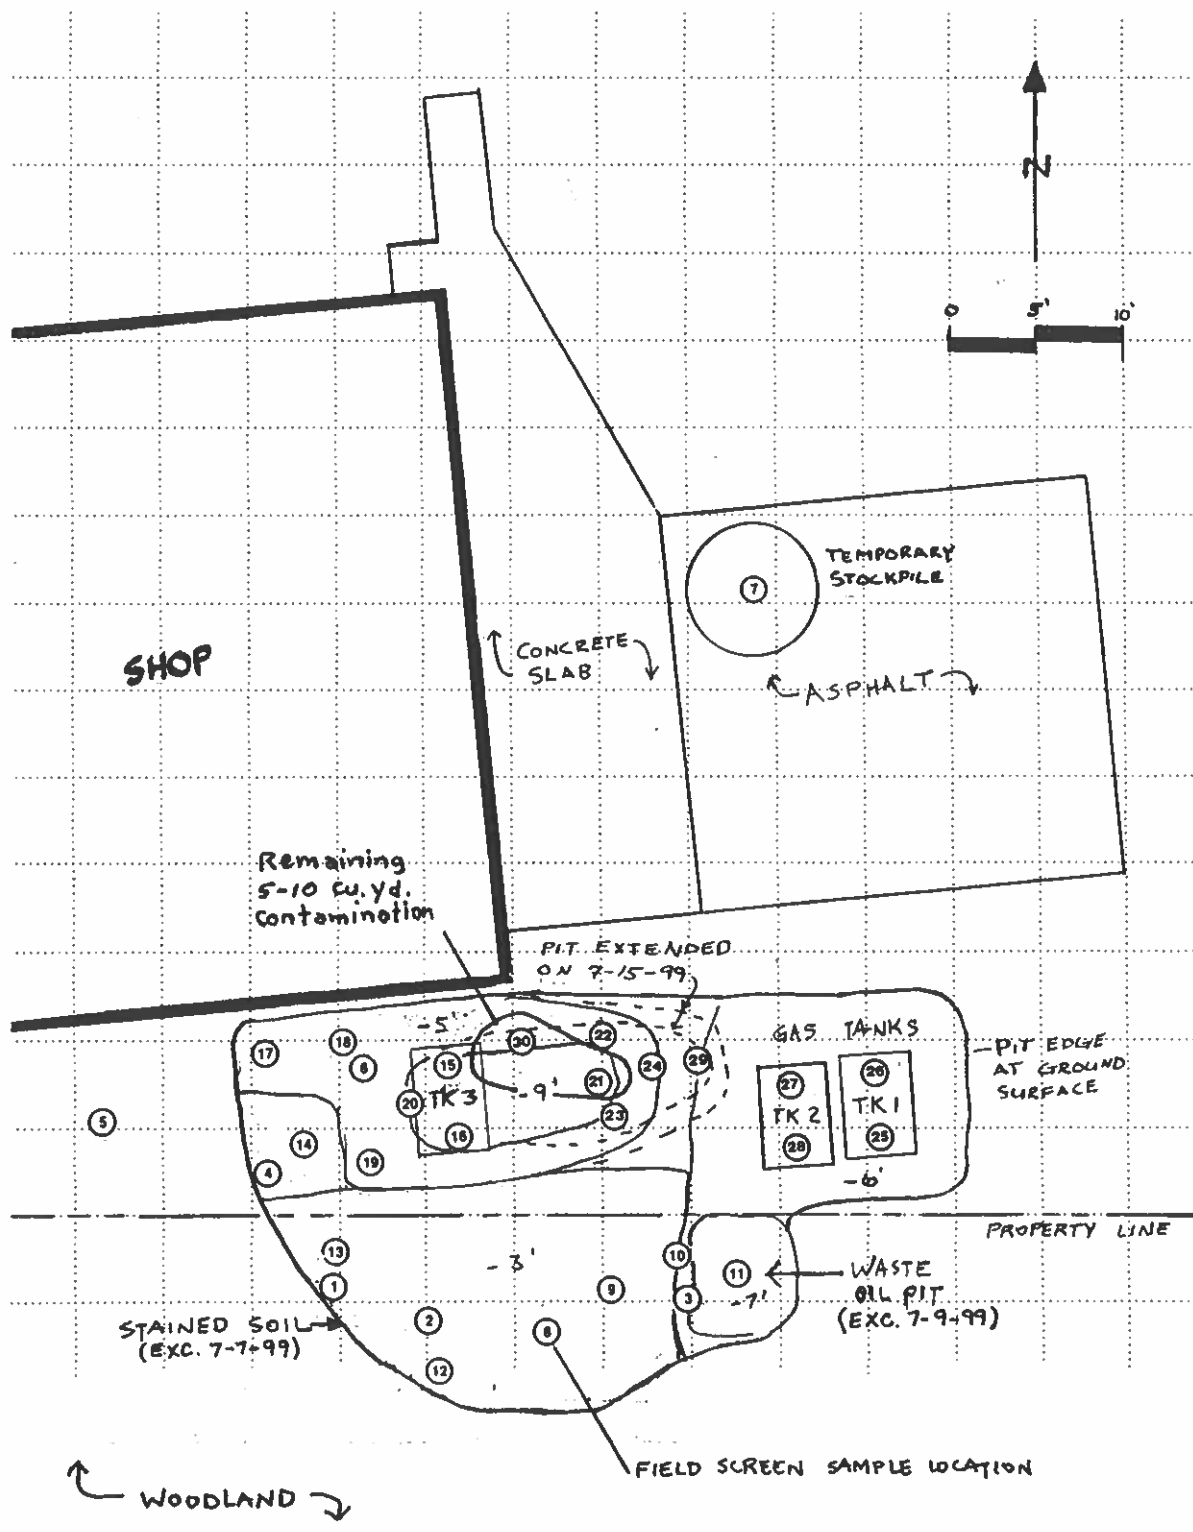 N
0 5' 10'
TEMPORARY
STOCKPILE
7
SHOP
CONCRETE
SLAB
ASPHALT
Remaining
5-10 cu.yd.
contamination
PIT EXTENDED
ON 7-15-99
-5'
GAS TANKS
PIT EDGE
AT GROUND
SURFACE
17
18
6
15
30
22
24
29
27
26
20
TK 3
-9'
21
23
TK 2
TK 1
5
14
4
19
16
28
25
-6'
PROPERTY LINE
13
1
-3'
9
10
3
11
-7'
WASTE
OIL PIT
(EXC. 7-9-99)
STAINED SOIL
(EXC. 7-7-99)
2
12
8
FIELD SCREEN SAMPLE LOCATION
WOODLAND